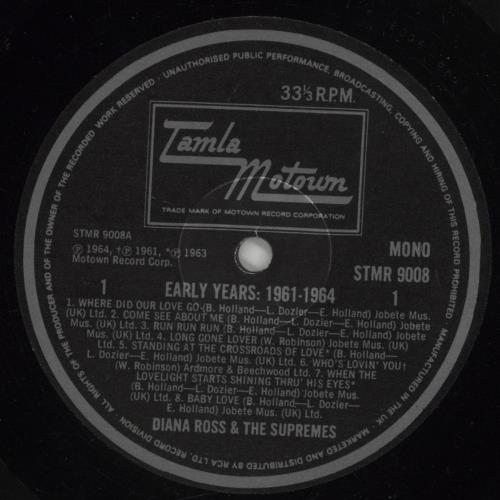 33⅓ R.P.M.
Tamla
Motown
TRADE MARK OF MOTOWN RECORD CORPORATION
STMR 9008A
MONO
℗ 1964, †℗ 1961, *℗ 1963
STMR 9008
Motown Record Corp.
1
EARLY YEARS: 1961-1964
1
1. WHERE DID OUR LOVE GO (B. Holland—L. Dozier—E. Holland) Jobete Mus.
(UK) Ltd. 2. COME SEE ABOUT ME (B. Holland—L. Dozier—E. Holland) Jobete
Mus. (UK) Ltd. 3. RUN RUN RUN (B. Holland—L. Dozier—E. Holland) Jobete
Mus. (UK) Ltd. 4. LONG GONE LOVER (W. Robinson) Jobete Mus. (UK)
Ltd. 5. STANDING AT THE CROSSROADS OF LOVE* (B. Holland—
L. Dozier—E. Holland) Jobete Mus. (UK) Ltd. 6. WHO'S LOVIN' YOU†
(W. Robinson) Ardmore & Beechwood Ltd. 7. WHEN THE
LOVELIGHT STARTS SHINING THRU' HIS EYES*
(B. Holland—L. Dozier—E. Holland) Jobete Mus.
(UK) Ltd. 8. BABY LOVE (B. Holland—L. Dozier—
E. Holland) Jobete Mus. (UK) Ltd.
DIANA ROSS & THE SUPREMES
ALL RIGHTS OF THE PRODUCER AND OF THE OWNER OF THE RECORDED WORK RESERVED · UNAUTHORISED PUBLIC PERFORMANCE, BROADCASTING, COPYING AND HIRING OF THIS RECORD PROHIBITED
MANUFACTURED IN THE U.K. · MARKETED AND DISTRIBUTED BY RCA LTD. RECORD DIVISION ·